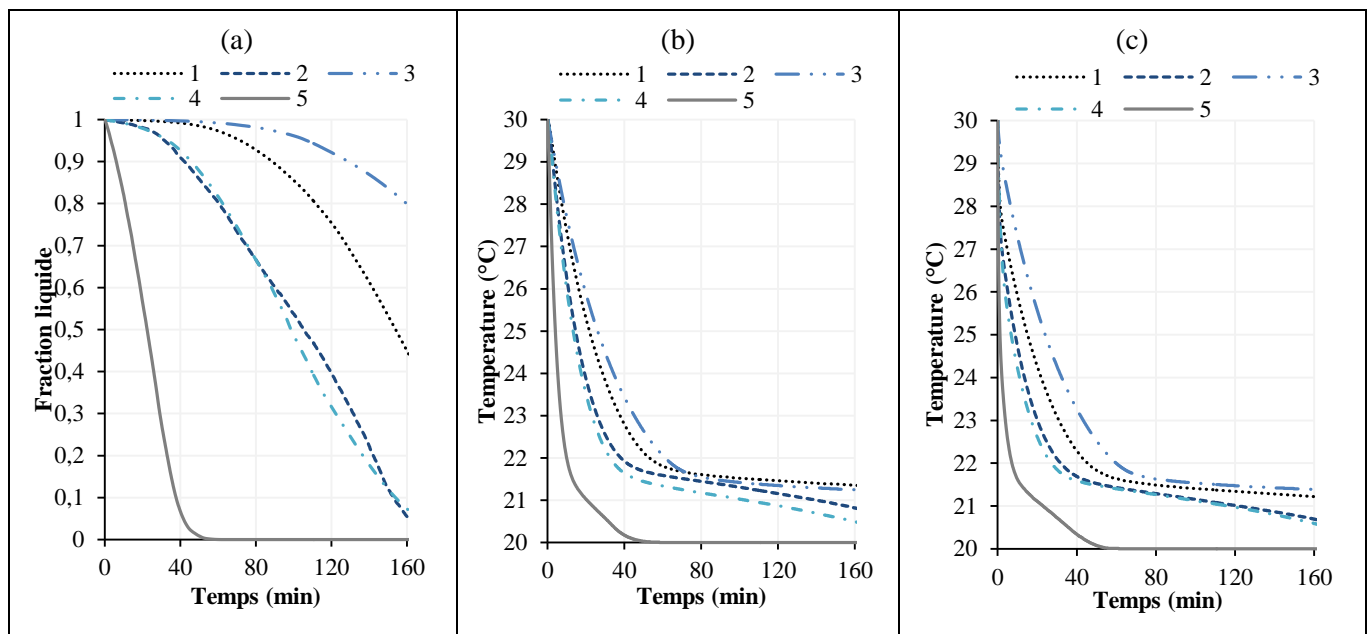 (a)
1 2 3
4 5
1
0,9
0,8
0,7
0,6
0,5
0,4
0,3
0,2
0,1
0
Fraction liquide
0 40 80 120 160
Temps (min)
(b)
1 2 3
4 5
30
29
28
27
26
25
24
23
22
21
20
Temperature (°C)
0 40 80 120 160
Temps (min)
(c)
1 2 3
4 5
30
29
28
27
26
25
24
23
22
21
20
Temperature (°C)
0 40 80 120 160
Temps (min)